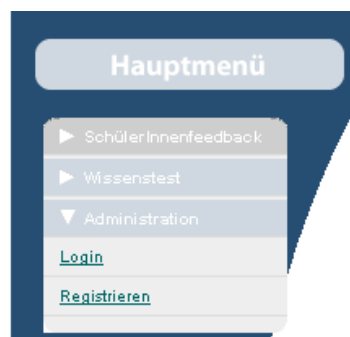 Hauptmenü
SchülerInnenfeedback
Wissenstest
Administration
Login
Registrieren